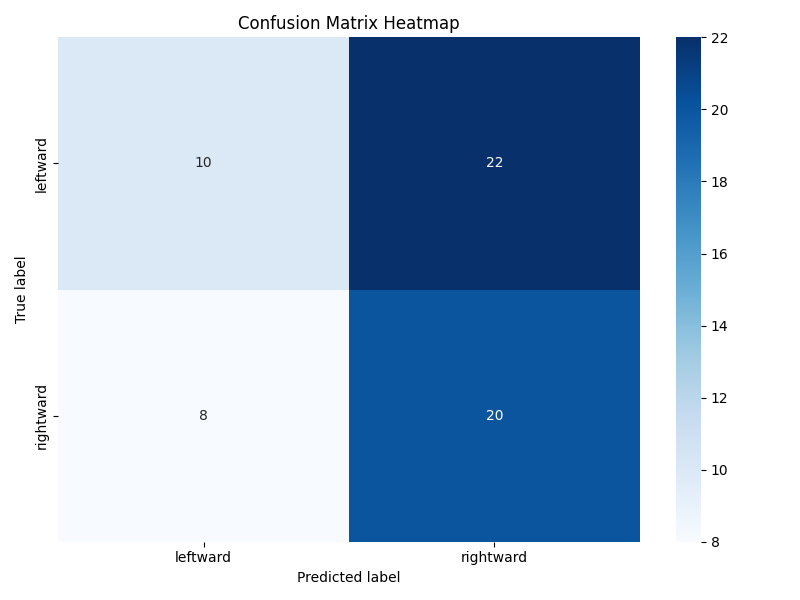 Confusion Matrix Heatmap
True label
leftward
rightward
10
22
8
20
leftward
rightward
Predicted label
22
20
18
16
14
12
10
8